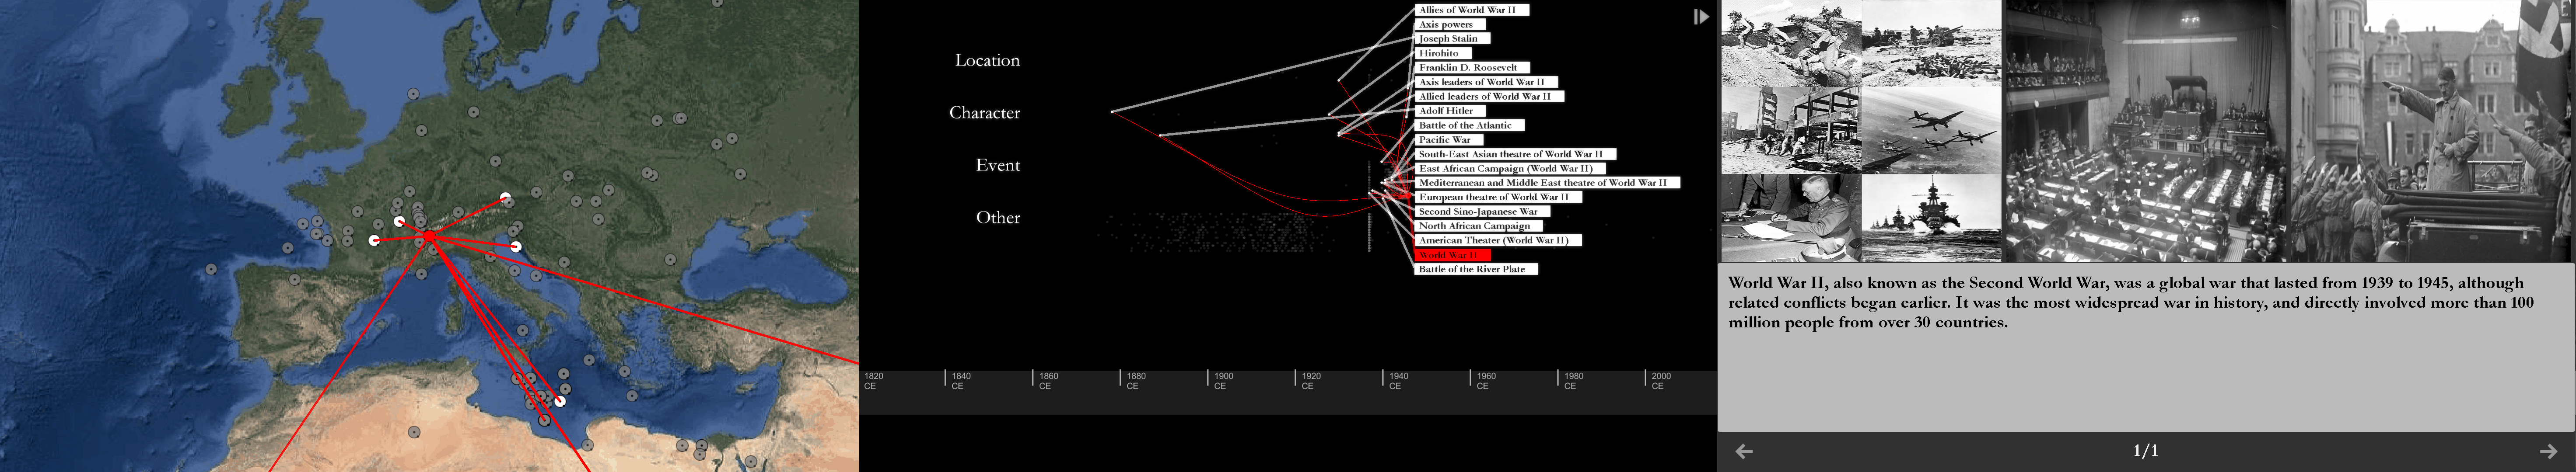 Location
Character
Event
Other
Allies of World War II
Axis powers
Joseph Stalin
Hirohito
Franklin D. Roosevelt
Axis leaders of World War II
Allied leaders of World War II
Adolf Hitler
Battle of the Atlantic
Pacific War
South-East Asian theatre of World War II
East African Campaign (World War II)
Mediterranean and Middle East theatre of World War II
European theatre of World War II
Second Sino-Japanese War
North African Campaign
American Theater (World War II)
World War II
Battle of the River Plate
1820 CE
1840 CE
1860 CE
1880 CE
1900 CE
1920 CE
1940 CE
1960 CE
1980 CE
2000 CE
World War II, also known as the Second World War, was a global war that lasted from 1939 to 1945, although
related conflicts began earlier. It was the most widespread war in history, and directly involved more than 100
million people from over 30 countries.
1/1